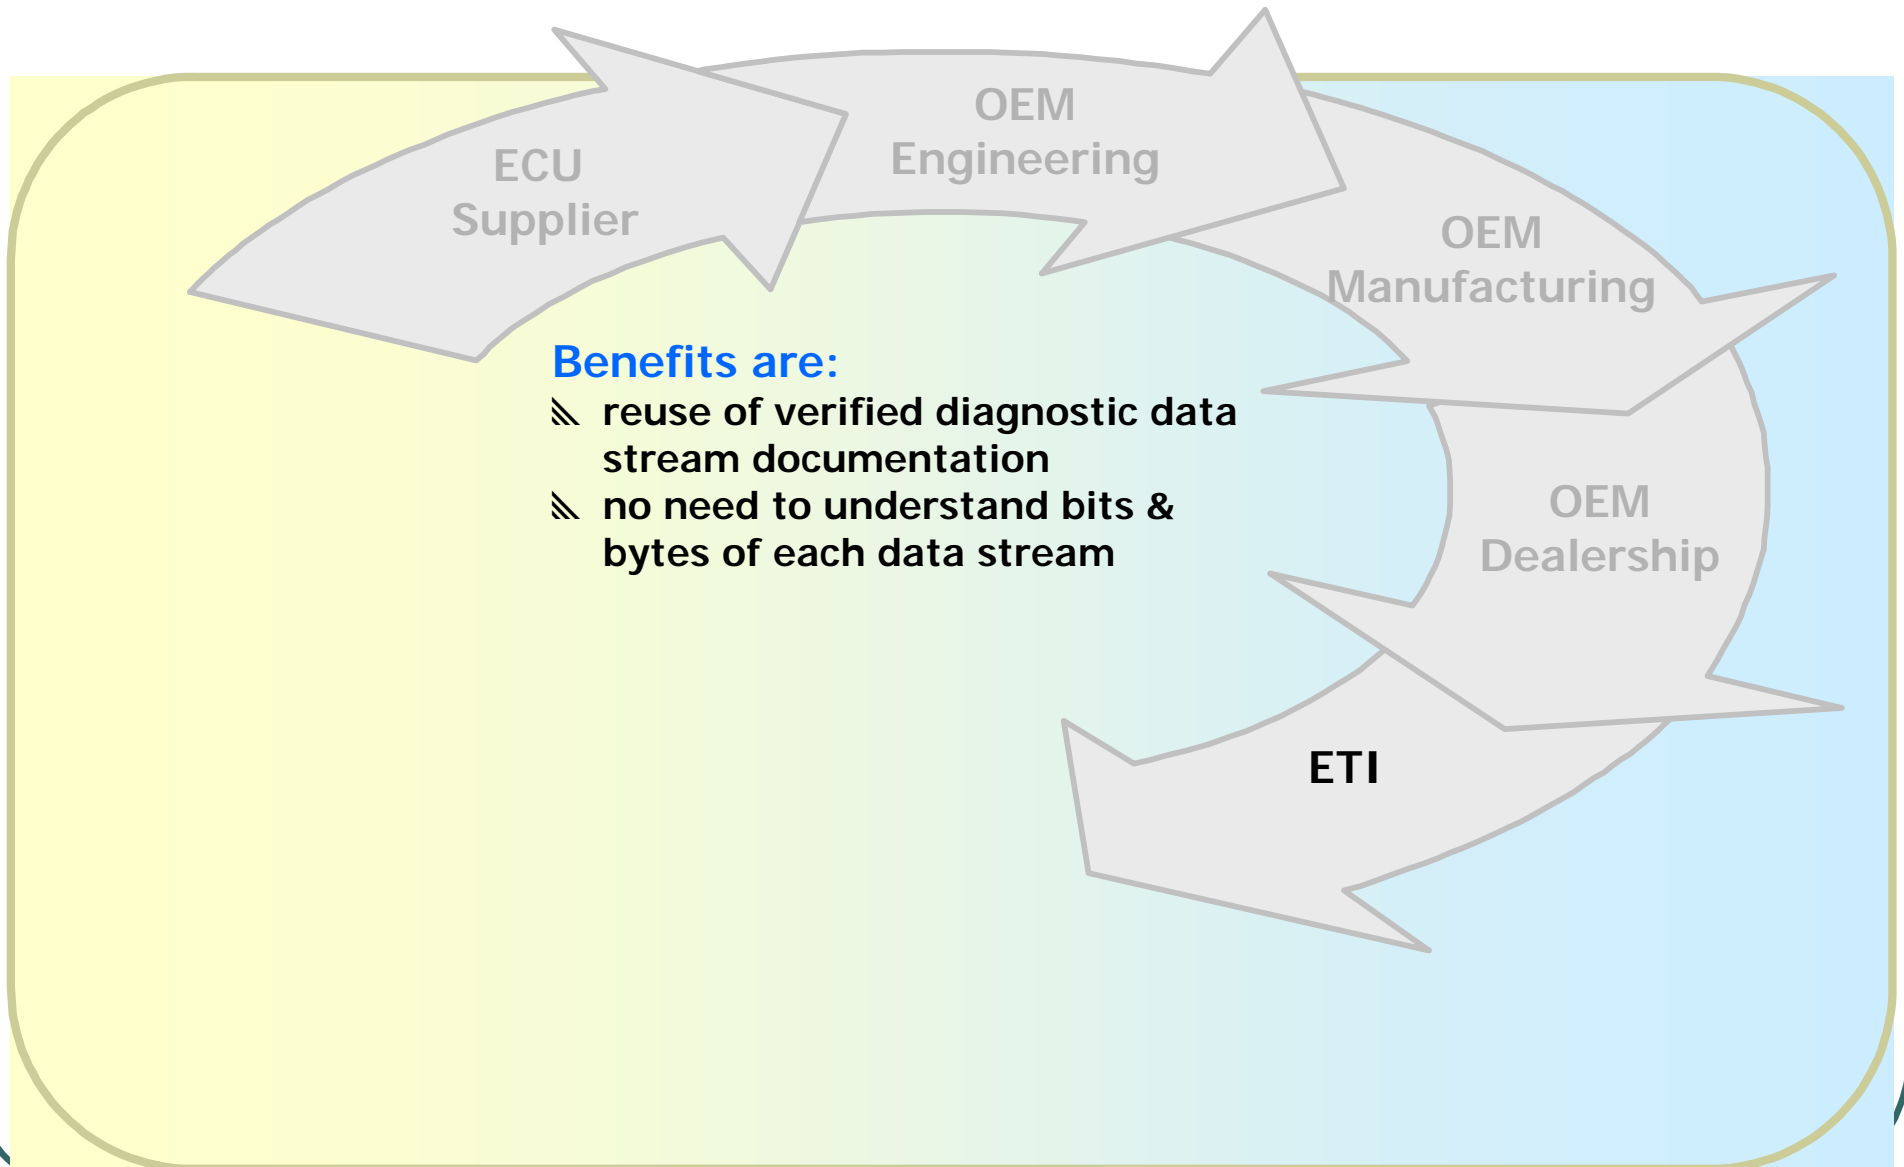 ECU
Supplier
OEM
Engineering
OEM
Manufacturing
OEM
Dealership
ETI
Benefits are:
reuse of verified diagnostic data
stream documentation
no need to understand bits &
bytes of each data stream